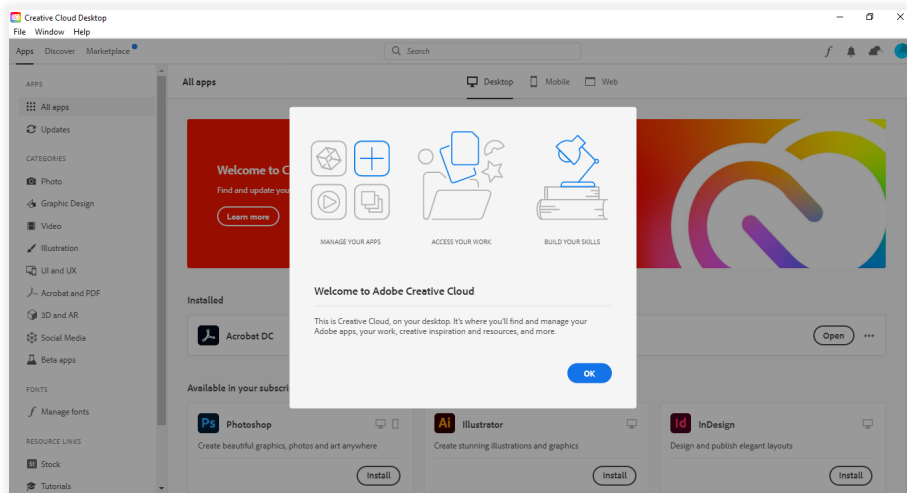 Creative Cloud Desktop
File Window Help
Apps Discover Marketplace
Search
f
APPS
All apps
Updates
CATEGORIES
Photo
Graphic Design
Video
Illustration
UI and UX
Acrobat and PDF
3D and AR
Social Media
Beta apps
FONTS
f Manage fonts
RESOURCE LINKS
St Stock
Tutorials
All apps
Desktop Mobile Web
Welcome to C
Find and update you
Learn more
MANAGE YOUR APPS ACCESS YOUR WORK BUILD YOUR SKILLS
Welcome to Adobe Creative Cloud
This is Creative Cloud, on your desktop. It's where you'll find and manage your
Adobe apps, your work, creative inspiration and resources, and more.
OK
Installed
Acrobat DC
Open
Available in your subscri
Ps Photoshop
Create beautiful graphics, photos and art anywhere
Install
Ai Illustrator
Create stunning illustrations and graphics
Install
Id InDesign
Design and publish elegant layouts
Install